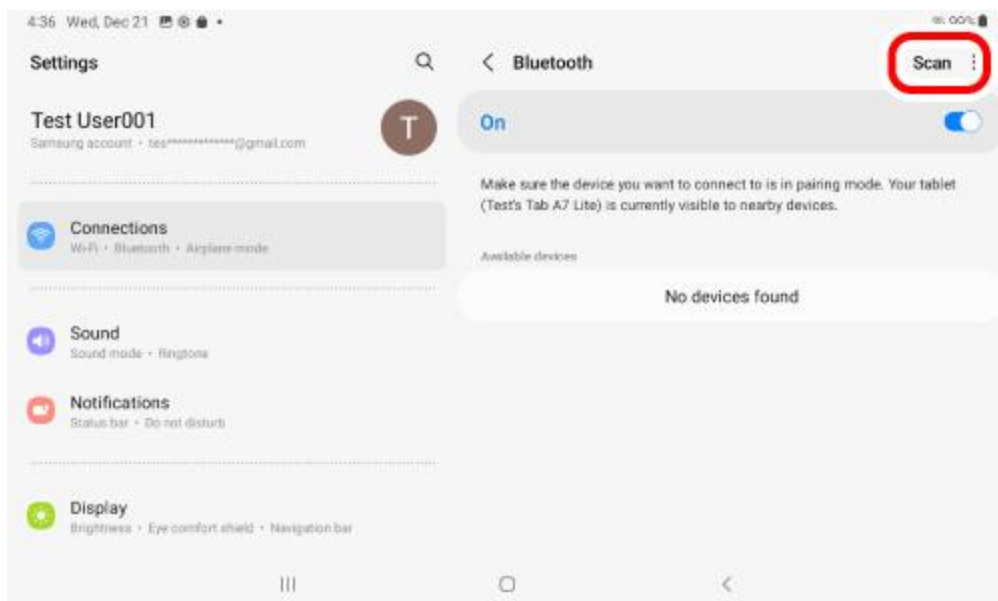 4:36 Wed, Dec 21
Settings
Test User001
T
Samsung account • tes*************@gmail.com
Connections
Wi-Fi • Bluetooth • Airplane mode
Sound
Sound mode • Ringtone
Notifications
Status bar • Do not disturb
Display
Brightness • Eye comfort shield • Navigation bar
Bluetooth
Scan
On
Make sure the device you want to connect to is in pairing mode. Your tablet
(Test's Tab A7 Lite) is currently visible to nearby devices.
Available devices
No devices found